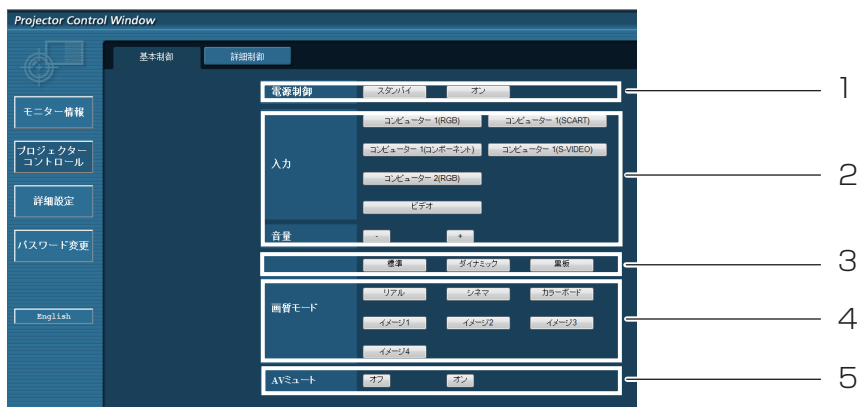 Projector Control Window
基本制御 詳細制御
モニター情報
プロジェクター
コントロール
詳細設定
パスワード変更
English
電源制御 スタンバイ オン 1
入力
コンピューター 1(RGB) コンピューター 1(SCART)
コンピューター 1(コンポーネント) コンピューター 1(S-VIDEO)
コンピューター 2(RGB)
ビデオ
2
音量 - +
標準 ダイナミック 黒板 3
画質モード
リアル シネマ カラーボード
イメージ1 イメージ2 イメージ3
イメージ4
4
AVミュート オフ オン 5